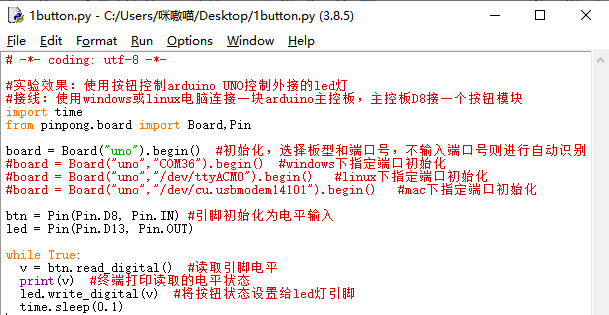 1button.py - C:/Users/咪嗷喵/Desktop/1button.py (3.8.5)
File Edit Format Run Options Window Help
# -*- coding: utf-8 -*-
#实验效果：使用按钮控制arduino UNO控制外接的led灯
#接线：使用windows或linux电脑连接一块arduino主控板，主控板D8接一个按钮模块
import time
from pinpong.board import Board,Pin
board = Board("uno").begin()  #初始化，选择板型和端口号，不输入端口号则进行自动识别
#board = Board("uno","COM36").begin()  #windows下指定端口初始化
#board = Board("uno","/dev/ttyACM0").begin()  #linux下指定端口初始化
#board = Board("uno","/dev/cu.usbmodem14101").begin()  #mac下指定端口初始化
btn = Pin(Pin.D8, Pin.IN) #引脚初始化为电平输入
led = Pin(Pin.D13, Pin.OUT)
while True:
  v = btn.read_digital()  #读取引脚电平
  print(v)  #终端打印读取的电平状态
  led.write_digital(v)  #将按钮状态设置给led灯引脚
  time.sleep(0.1)